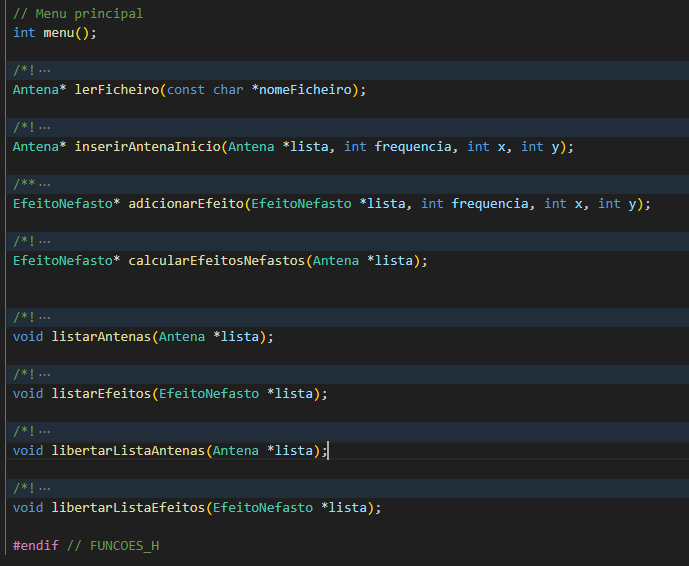 // Menu principal
int menu();
/*!···
Antena* lerFicheiro(const char *nomeFicheiro);
/*!···
Antena* inserirAntenaInicio(Antena *lista, int frequencia, int x, int y);
/**···
EfeitoNefasto* adicionarEfeito(EfeitoNefasto *lista, int frequencia, int x, int y);
/*!···
EfeitoNefasto* calcularEfeitosNefastos(Antena *lista);
/*!···
void listarAntenas(Antena *lista);
/*!···
void listarEfeitos(EfeitoNefasto *lista);
/*!···
void libertarListaAntenas(Antena *lista);
/*!···
void libertarListaEfeitos(EfeitoNefasto *lista);
#endif // FUNCOES_H